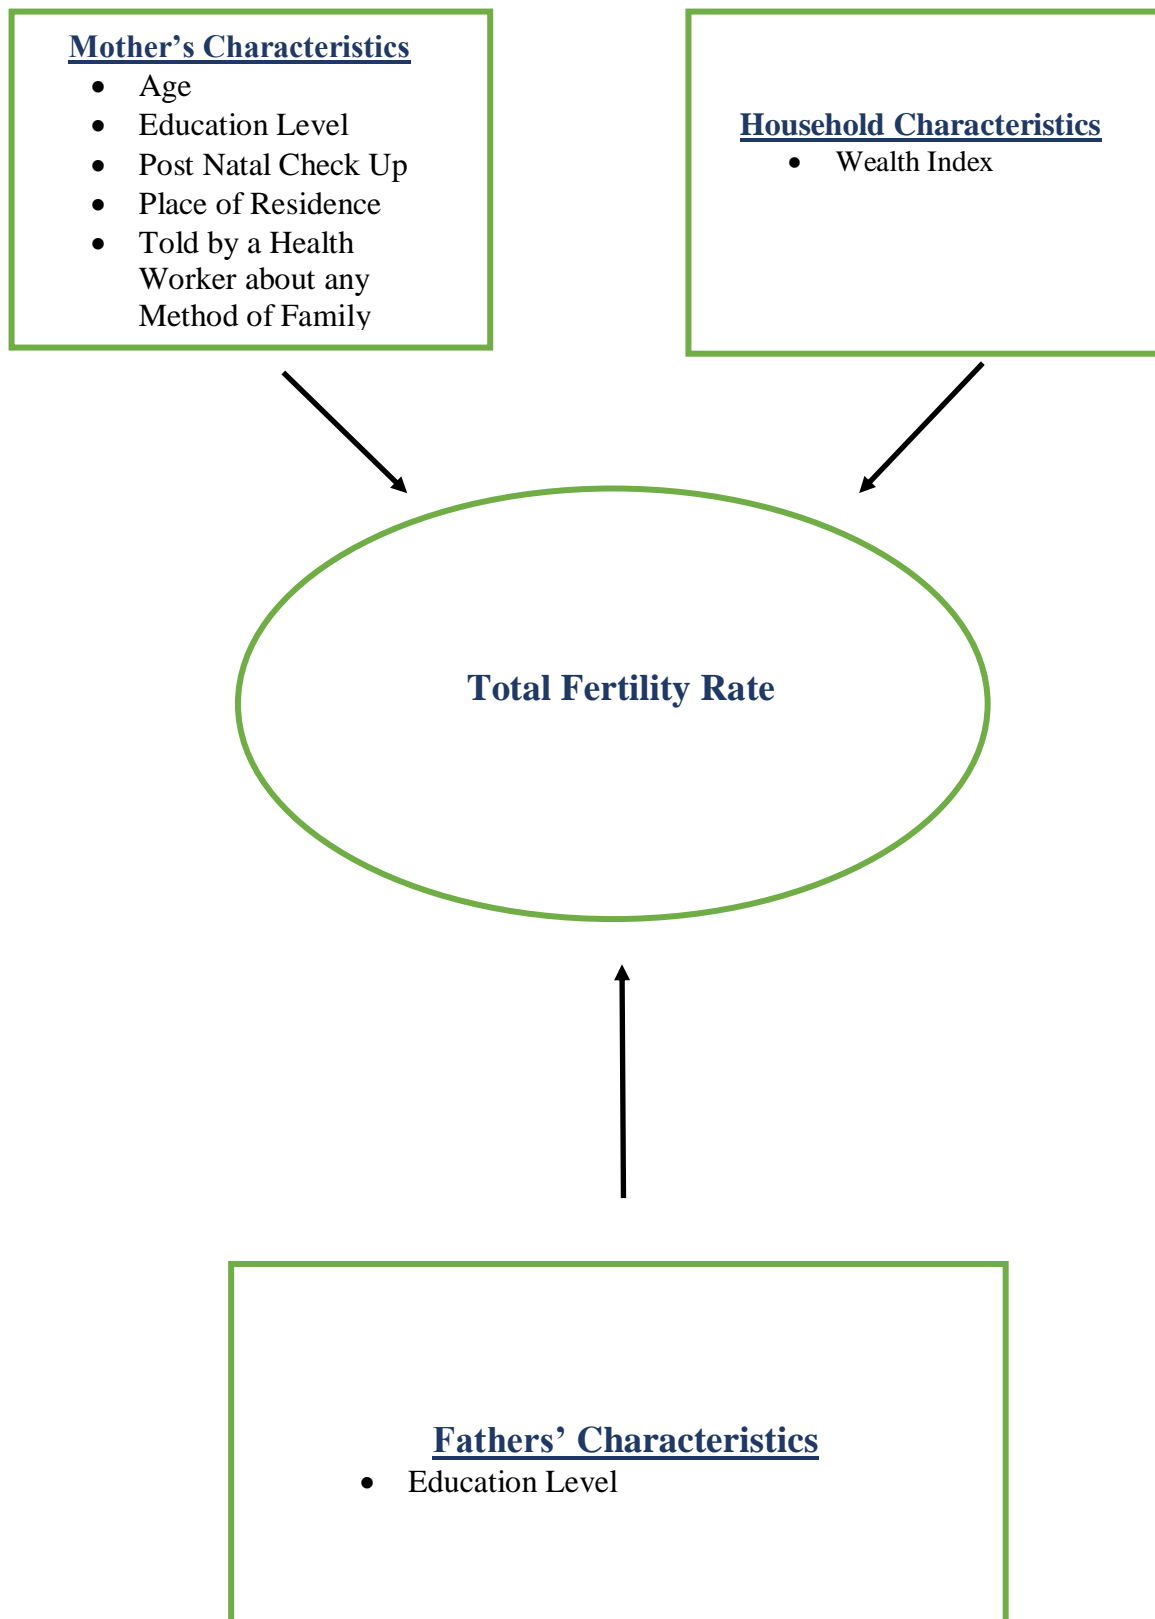 Mother's Characteristics
• Age
• Education Level
• Post Natal Check Up
• Place of Residence
• Told by a Health
Worker about any
Method of Family
Household Characteristics
• Wealth Index
Total Fertility Rate
Fathers' Characteristics
• Education Level